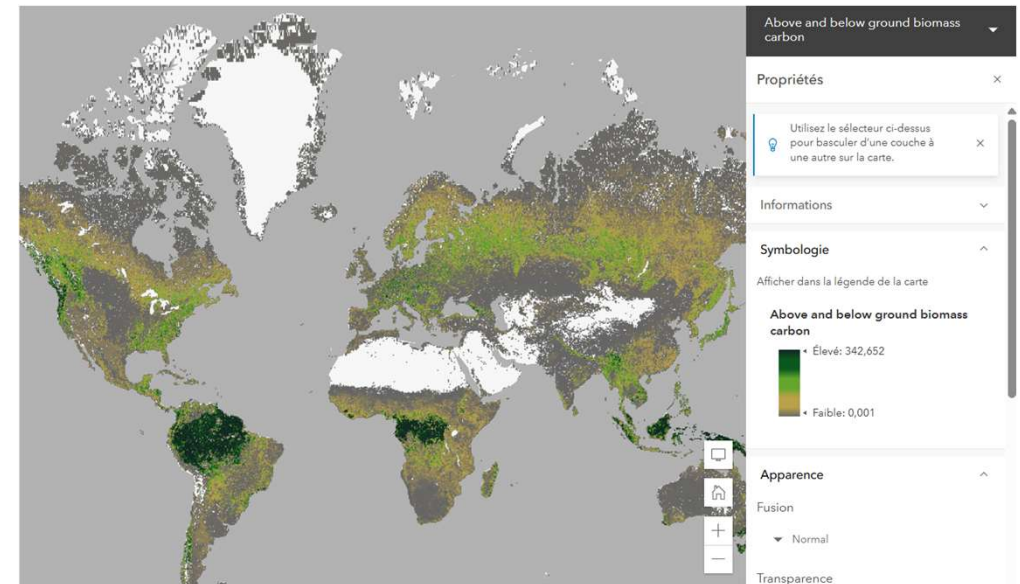 Above and below ground biomass
carbon
Propriétés
Utilisez le sélecteur ci-dessus
pour basculer d'une couche à
une autre sur la carte.
Informations
Symbologie
Afficher dans la légende de la carte
Above and below ground biomass
carbon
Élevé: 342,652
Faible: 0,001
Apparence
Fusion
Normal
Transparence